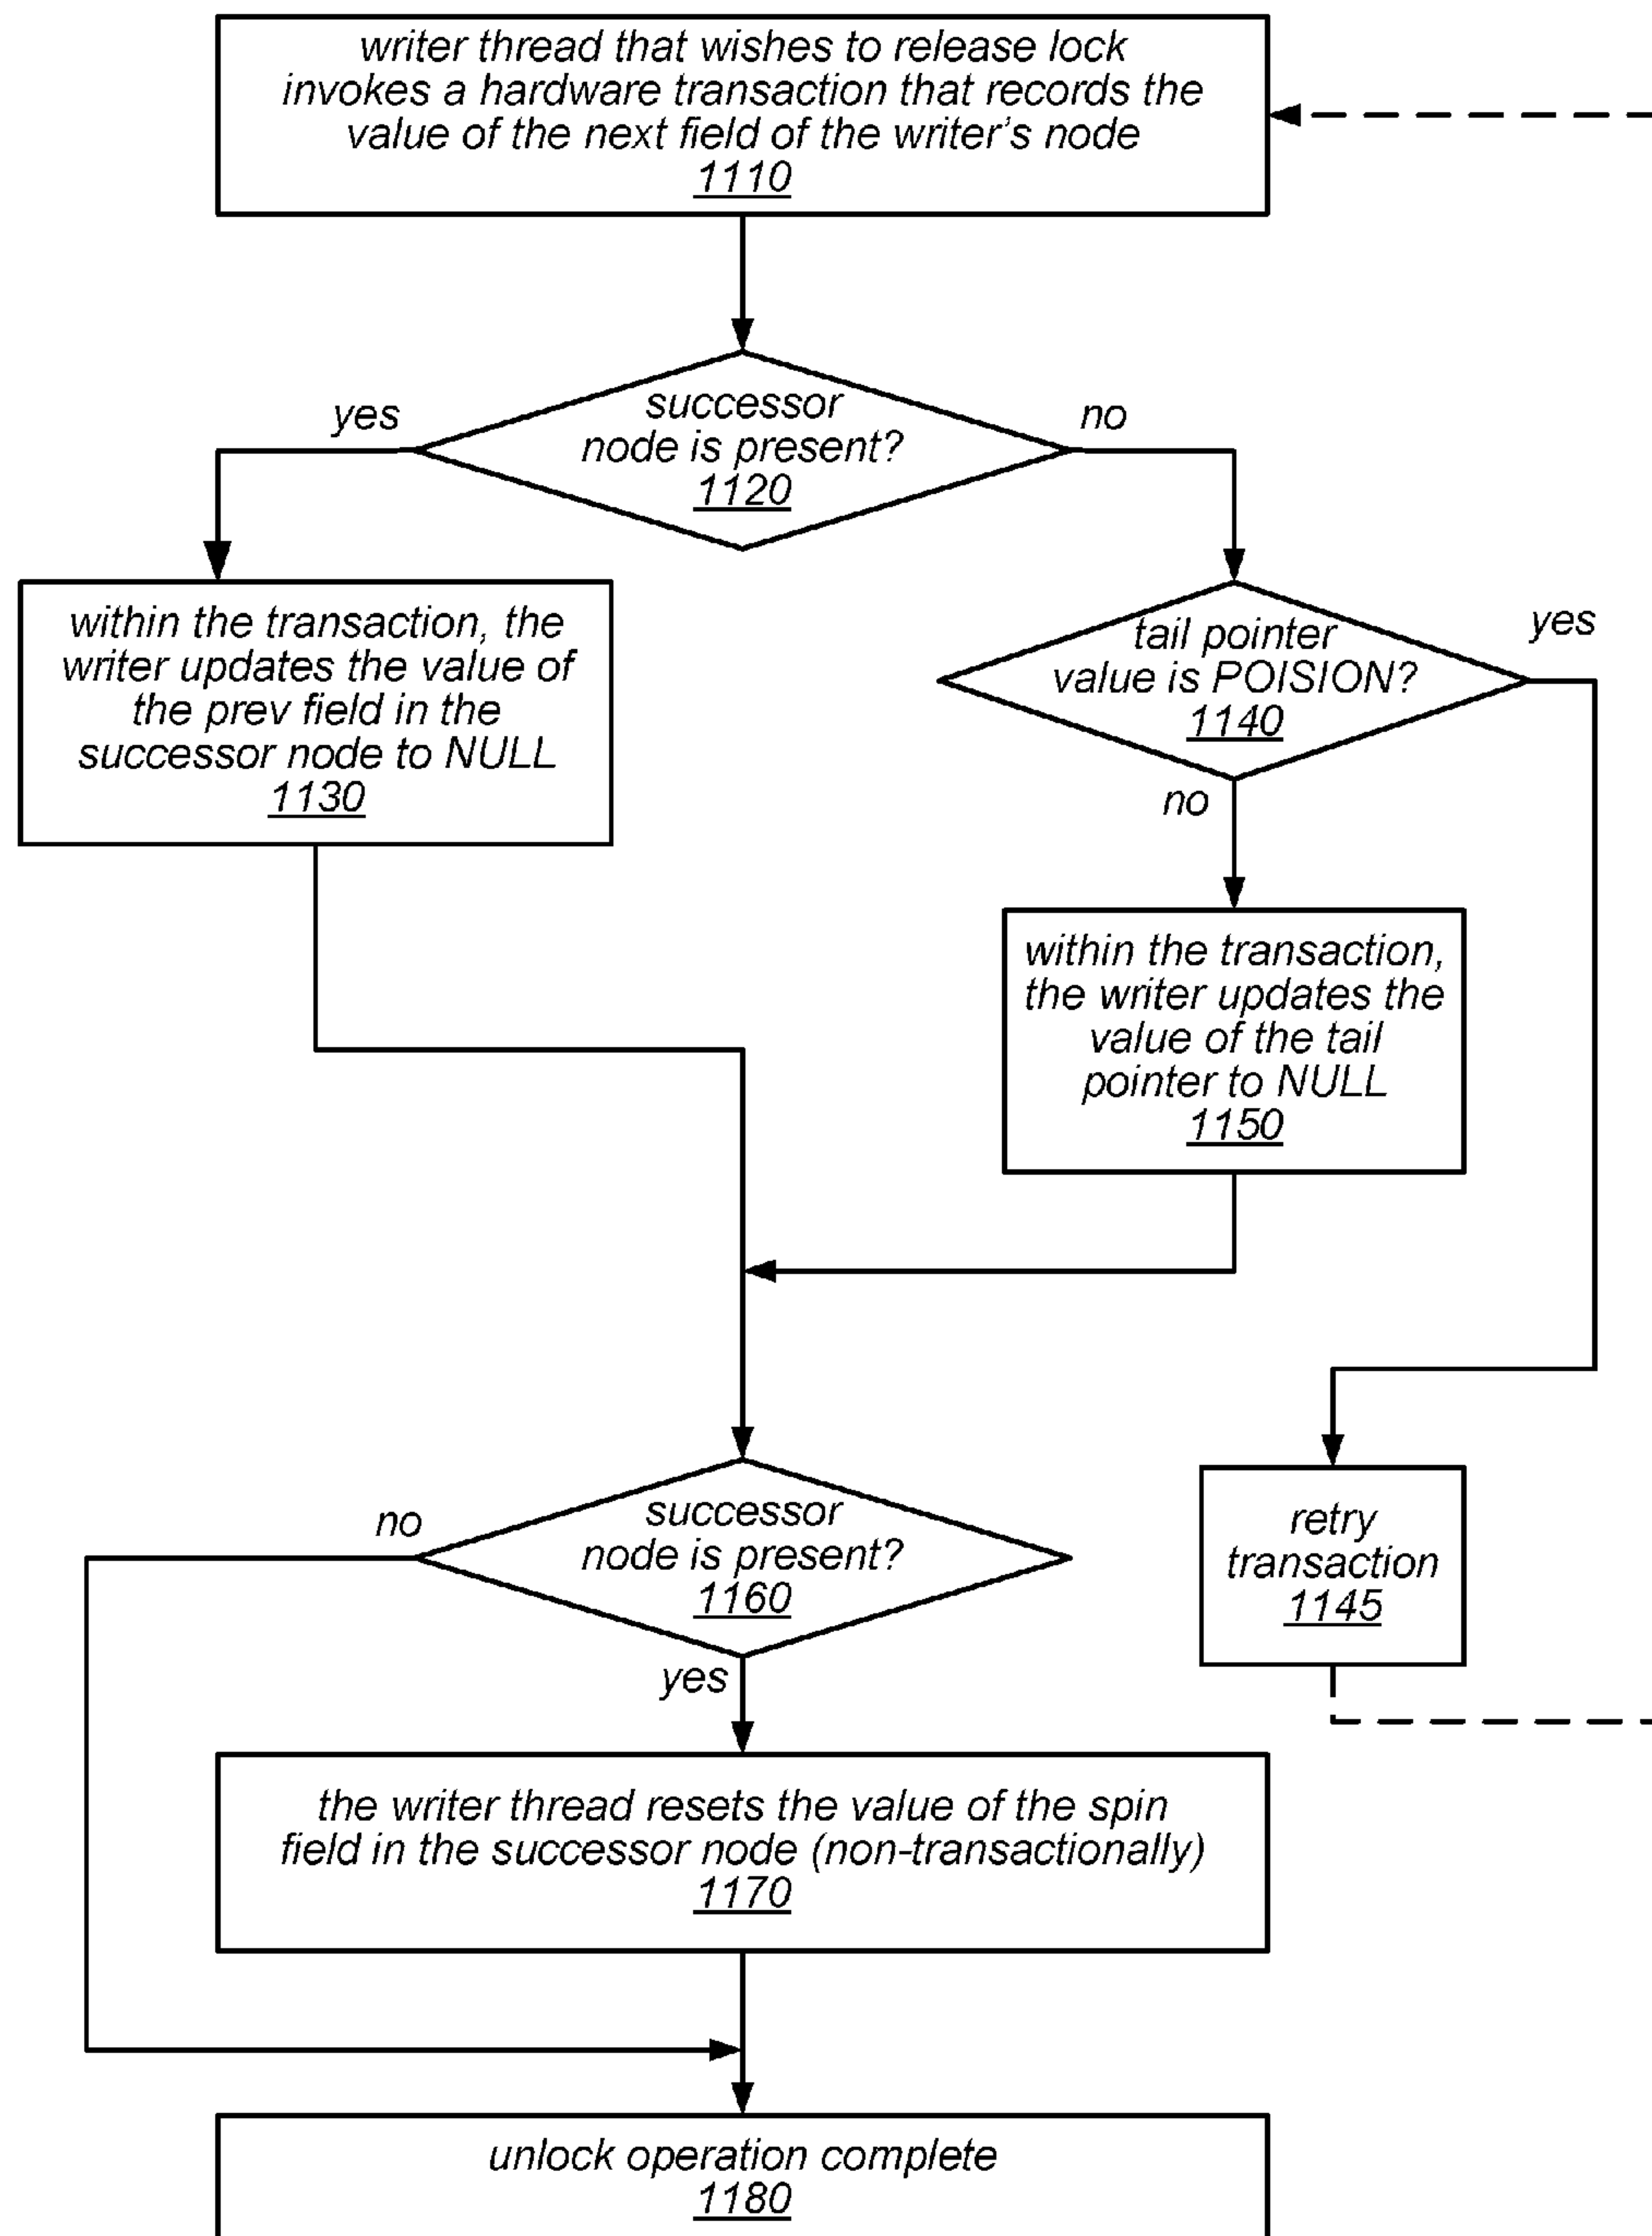 writer thread that wishes to release lock
invokes a hardware transaction that records the
value of the next field of the writer's node
1110
yes
successor
node is present?
1120
no
within the transaction, the
writer updates the value of
the prev field in the
successor node to NULL
1130
tail pointer
value is POISION?
1140
yes
no
within the transaction,
the writer updates the
value of the tail
pointer to NULL
1150
no
successor
node is present?
1160
yes
retry
transaction
1145
the writer thread resets the value of the spin
field in the successor node (non-transactionally)
1170
unlock operation complete
1180